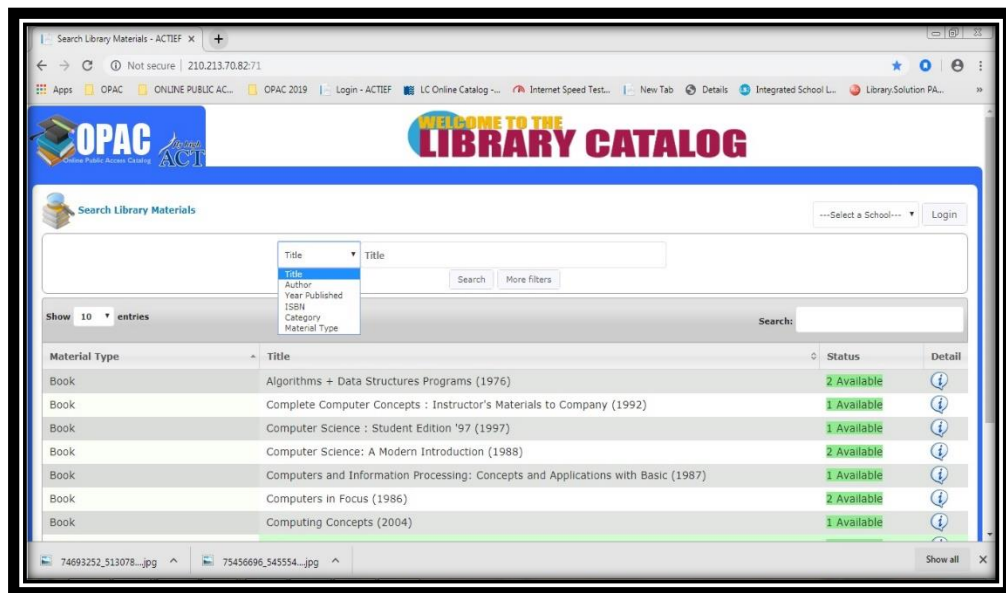 Search Library Materials - ACTIEF
Not secure | 210.213.70.82:71
Apps OPAC ONLINE PUBLIC AC... OPAC 2019 Login - ACTIEF LC Online Catalog -... Internet Speed Test... New Tab Details Integrated School L... Library.Solution PA...
OPAC
Online Public Access Catalog
ACT
WELCOME TO THE
LIBRARY CATALOG
Search Library Materials
---Select a School--- Login
Title Title
Title
Author
Year Published
ISBN
Category
Material Type
Search More filters
Show 10 entries Search:
Material Type Title Status Detail
Book Algorithms + Data Structures Programs (1976) 2 Available
Book Complete Computer Concepts : Instructor's Materials to Company (1992) 1 Available
Book Computer Science : Student Edition '97 (1997) 1 Available
Book Computer Science: A Modern Introduction (1988) 2 Available
Book Computers and Information Processing: Concepts and Applications with Basic (1987) 1 Available
Book Computers in Focus (1986) 2 Available
Book Computing Concepts (2004) 1 Available
74693252_513078....jpg 75456696_545554....jpg Show all